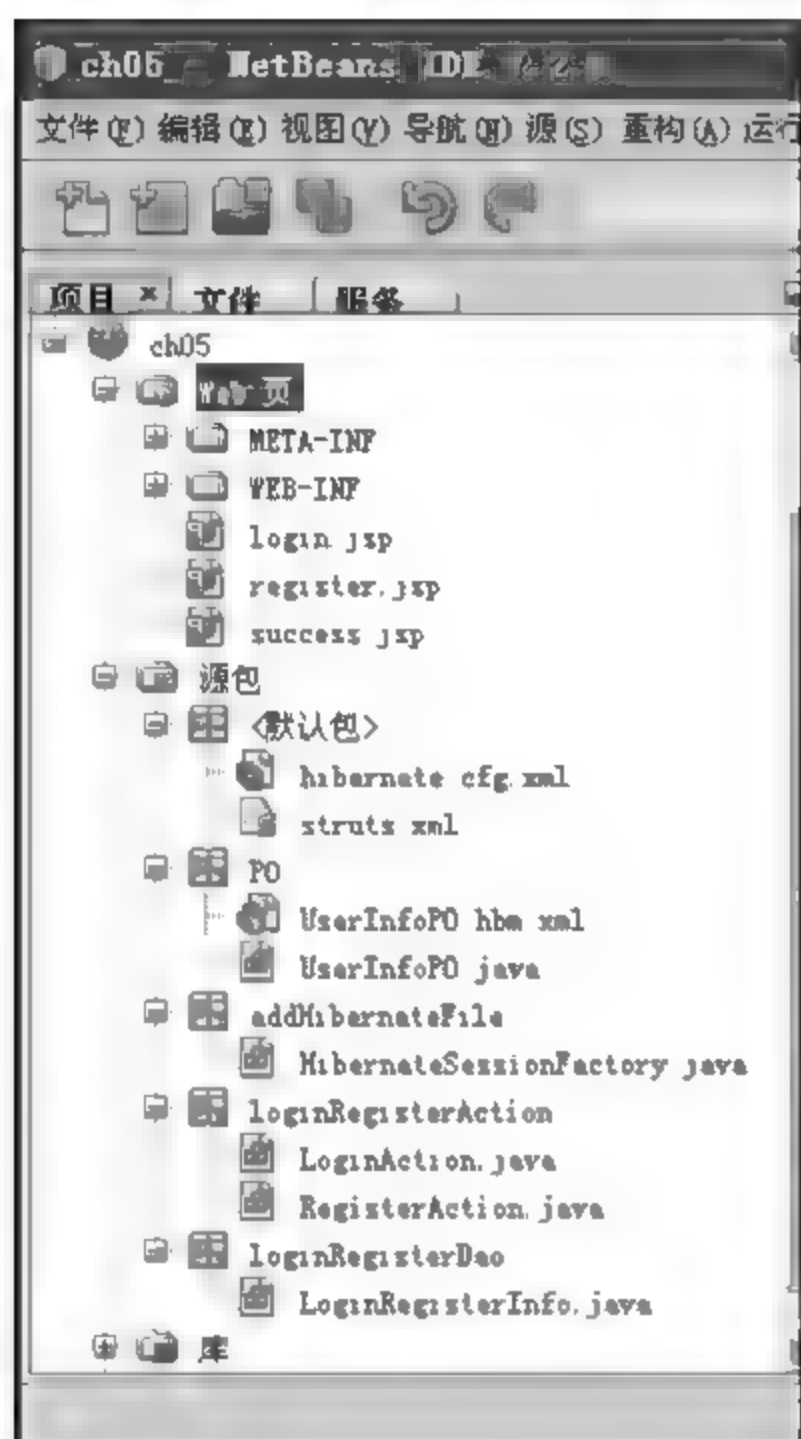 ch05 - NetBeans IDE
文件(F) 编辑(E) 视图(V) 导航(N) 源(S) 重构(A) 运行
项目 × 文件 服务
ch05
Web 页
META-INF
WEB-INF
login.jsp
register.jsp
success.jsp
源包
<默认包>
hibernate.cfg.xml
struts.xml
PO
UserInfoPO.hbm.xml
UserInfoPO.java
addHibernateFile
HibernateSessionFactory.java
loginRegisterAction
LoginAction.java
RegisterAction.java
loginRegisterDao
LoginRegisterInfo.java
库